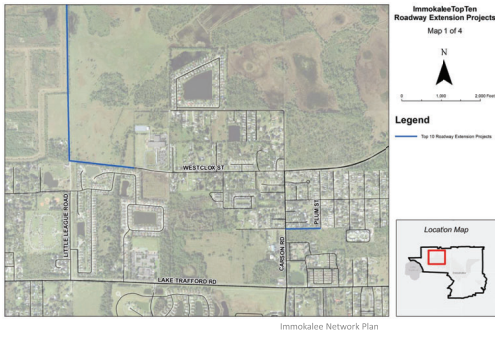 ImmokaleeTopTen
Roadway Extension Projects
Map 1 of 4
N
0 1,000 2,000 Feet
Legend
Top 10 Roadway Extension Projects
Location Map
WESTCLOX ST
LITTLE LEAGUE ROAD
PLUM ST
CARSON RD
LAKE TRAFFORD RD
Immokalee Network Plan